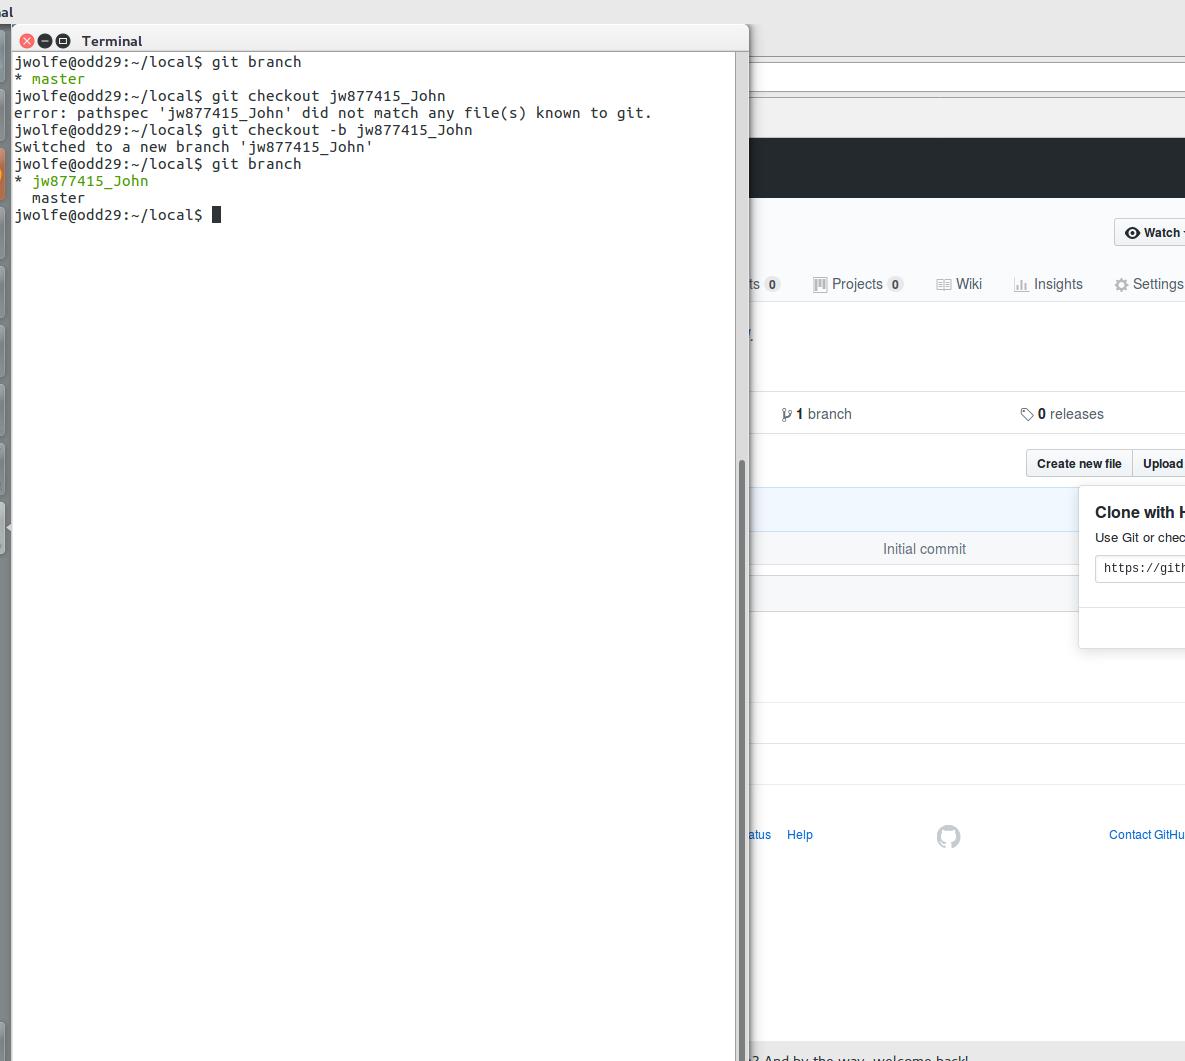 al
Terminal
jwolfe@odd29:~/local$ git branch
* master
jwolfe@odd29:~/local$ git checkout jw877415_John
error: pathspec 'jw877415_John' did not match any file(s) known to git.
jwolfe@odd29:~/local$ git checkout -b jw877415_John
Switched to a new branch 'jw877415_John'
jwolfe@odd29:~/local$ git branch
* jw877415_John
  master
jwolfe@odd29:~/local$
Watch
ts 0 Projects 0 Wiki Insights Settings
1 branch 0 releases
Create new file Upload
Clone with H
Use Git or chec
https://gith
Initial commit
atus Help Contact GitHu
? And by the way, welcome back!